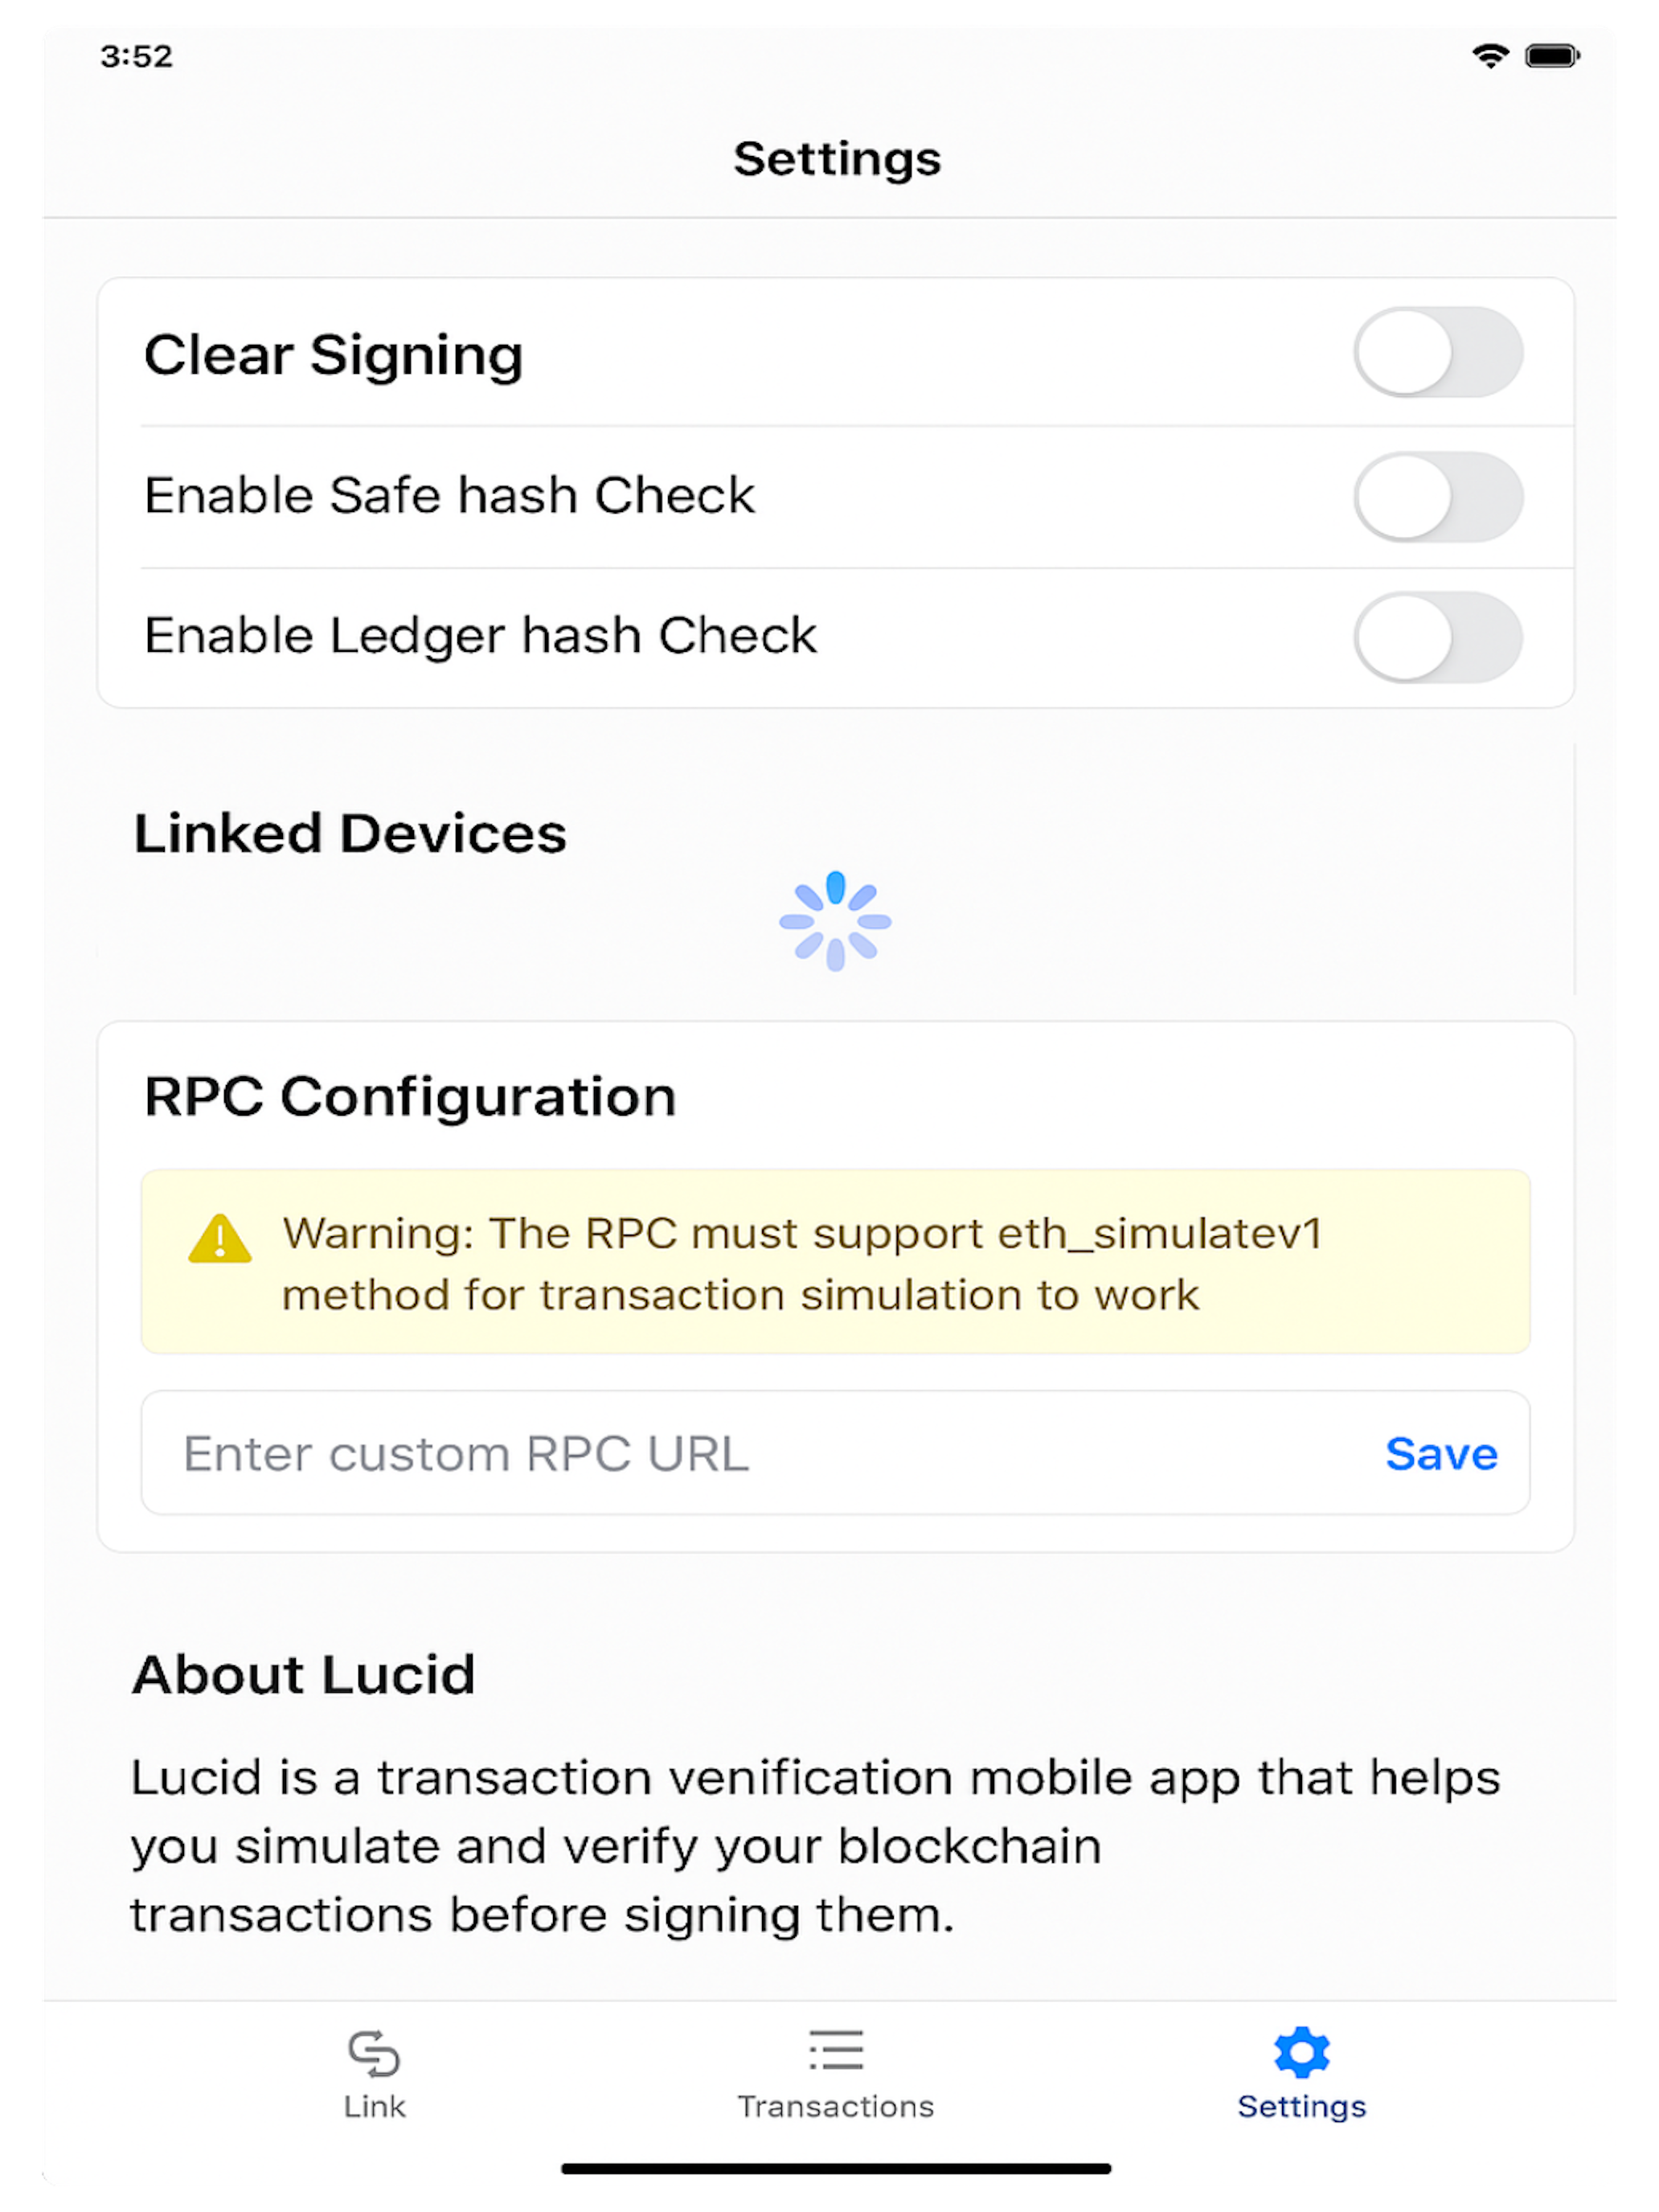 3:52
Settings
Clear Signing
Enable Safe hash Check
Enable Ledger hash Check
Linked Devices
RPC Configuration
Warning: The RPC must support eth_simulatev1
method for transaction simulation to work
Enter custom RPC URL
Save
About Lucid
Lucid is a transaction venification mobile app that helps
you simulate and verify your blockchain
transactions before signing them.
Link
Transactions
Settings